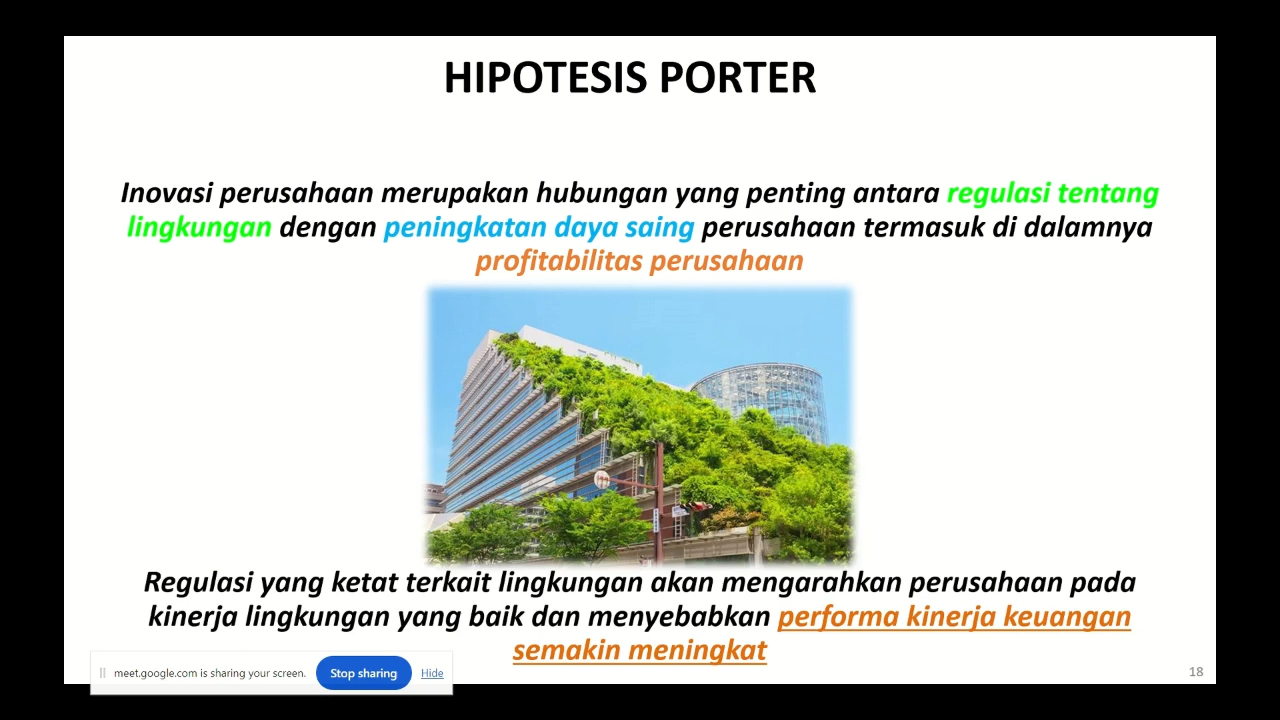 HIPOTESIS PORTER
Inovasi perusahaan merupakan hubungan yang penting antara regulasi tentang
lingkungan dengan peningkatan daya saing perusahaan termasuk di dalamnya
profitabilitas perusahaan
Regulasi yang ketat terkait lingkungan akan mengarahkan perusahaan pada
kinerja lingkungan yang baik dan menyebabkan performa kinerja keuangan
semakin meningkat
meet.google.com is sharing your screen. Stop sharing Hide
18